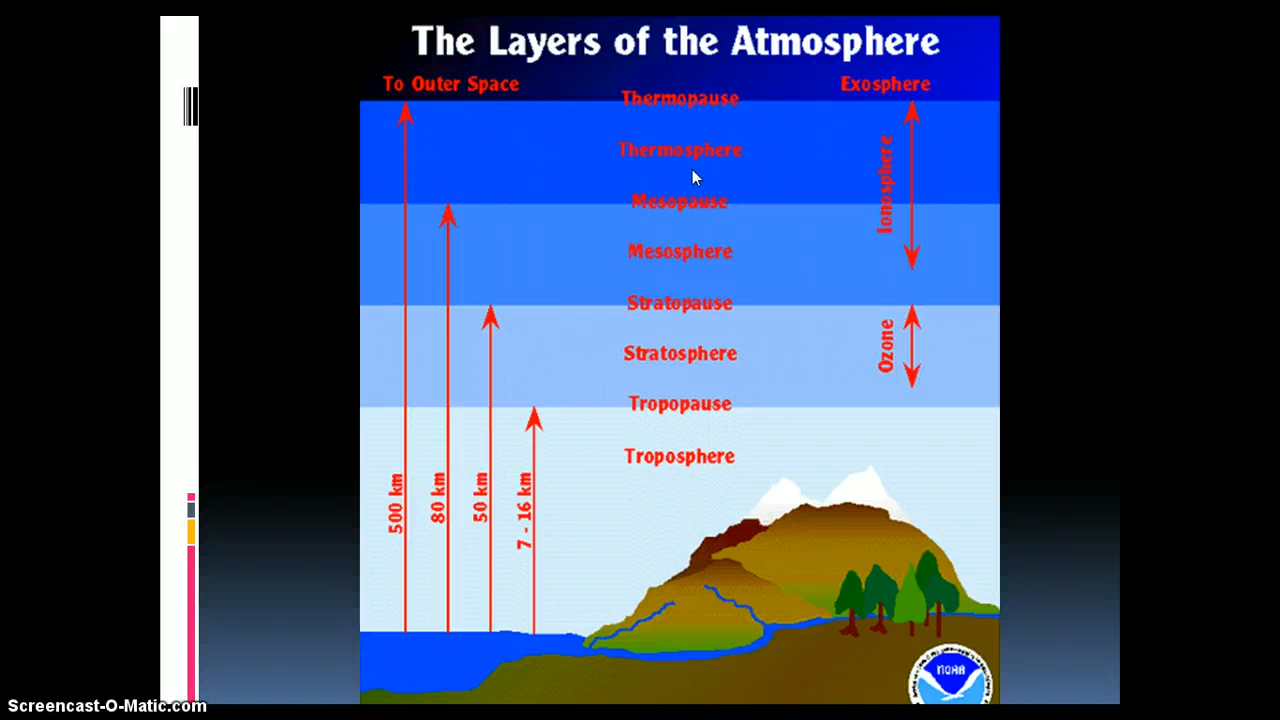 The Layers of the Atmosphere
To Outer Space
Exosphere
Thermopause
Thermosphere
Ionosphere
Mesopause
Mesosphere
Stratopause
Ozone
Stratosphere
Tropopause
Troposphere
500 km
80 km
50 km
7 - 16 km
NOAA
Screencast-O-Matic.com